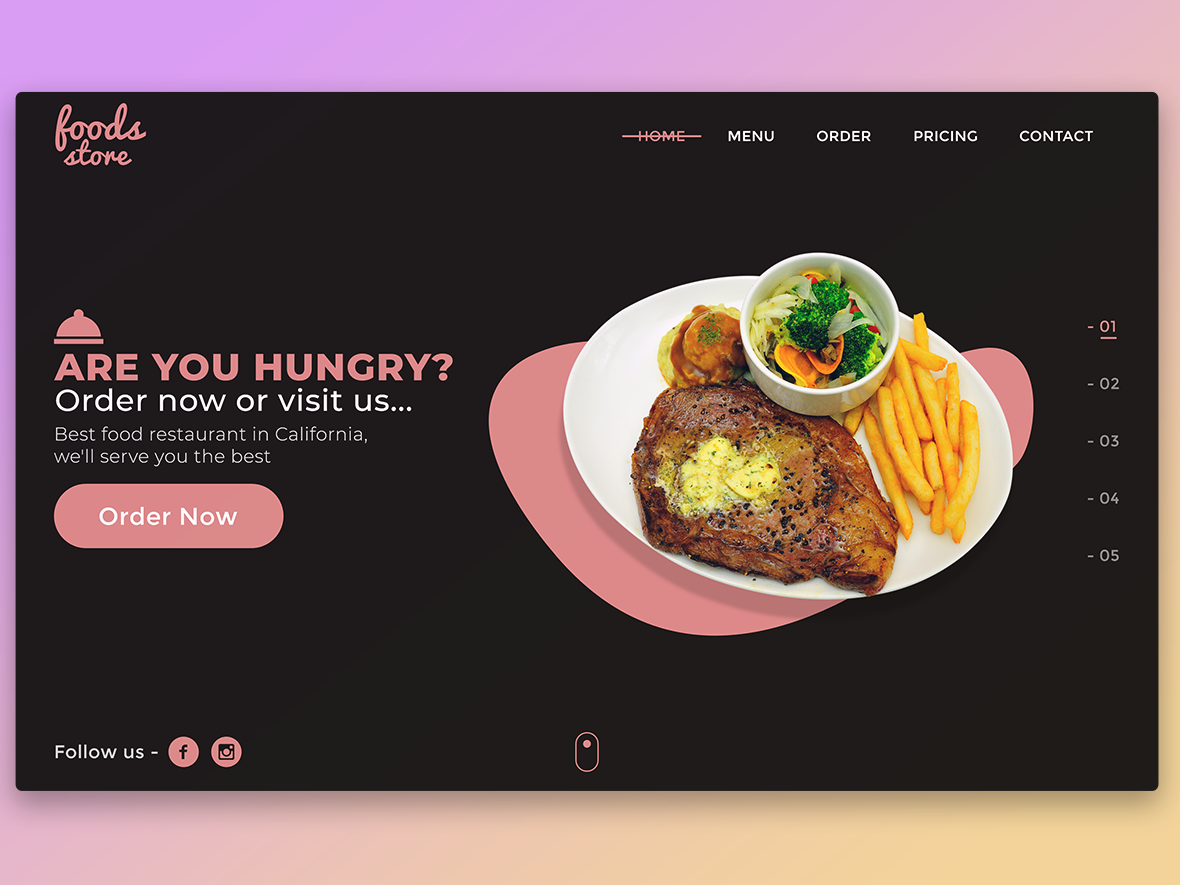 foods
store
HOME MENU ORDER PRICING CONTACT
ARE YOU HUNGRY?
Order now or visit us...
Best food restaurant in California,
we'll serve you the best
Order Now
- 01
- 02
- 03
- 04
- 05
Follow us -